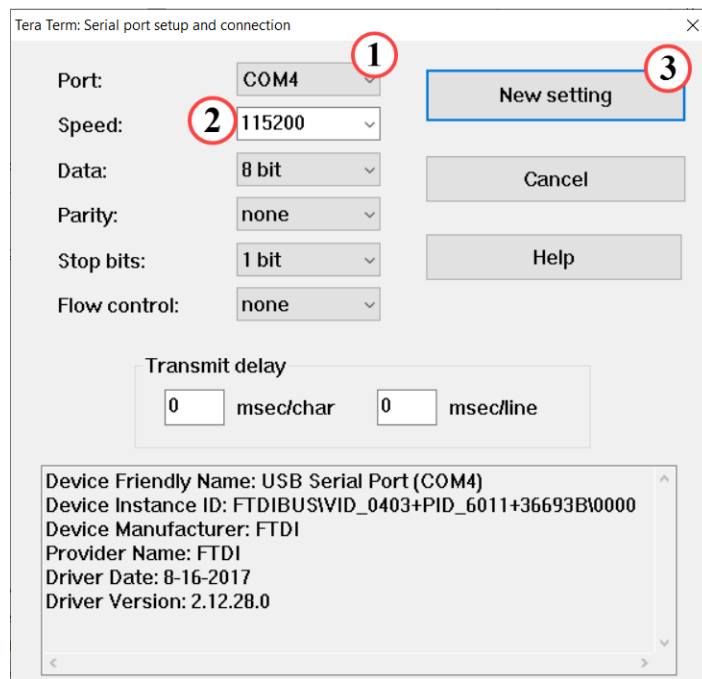 Tera Term: Serial port setup and connection
1
3
Port: COM4
New setting
Speed: 2 115200
Data: 8 bit
Cancel
Parity: none
Stop bits: 1 bit
Help
Flow control: none
Transmit delay
0 msec/char 0 msec/line
Device Friendly Name: USB Serial Port (COM4)
Device Instance ID: FTDIBUS\VID_0403+PID_6011+36693B\0000
Device Manufacturer: FTDI
Provider Name: FTDI
Driver Date: 8-16-2017
Driver Version: 2.12.28.0